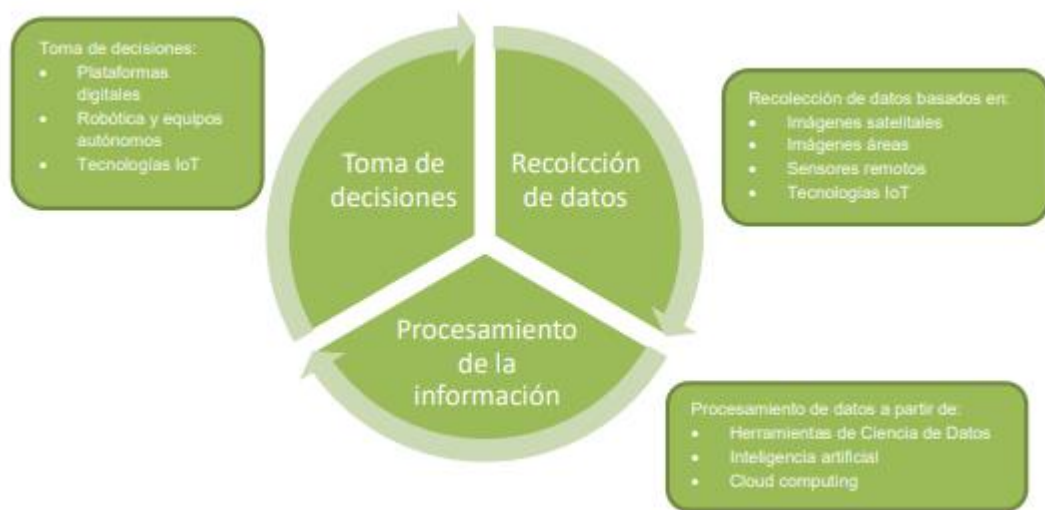 Toma de decisiones:
• Plataformas
digitales
• Robótica y equipos
autónomos
• Tecnologías IoT
Toma de
decisiones
Recolcción
de datos
Recolección de datos basados en:
• Imágenes satelitales
• Imágenes áreas
• Sensores remotos
• Tecnologías IoT
Procesamiento
de la
información
Procesamiento de datos a partir de:
• Herramientas de Ciencia de Datos
• Inteligencia artificial
• Cloud computing